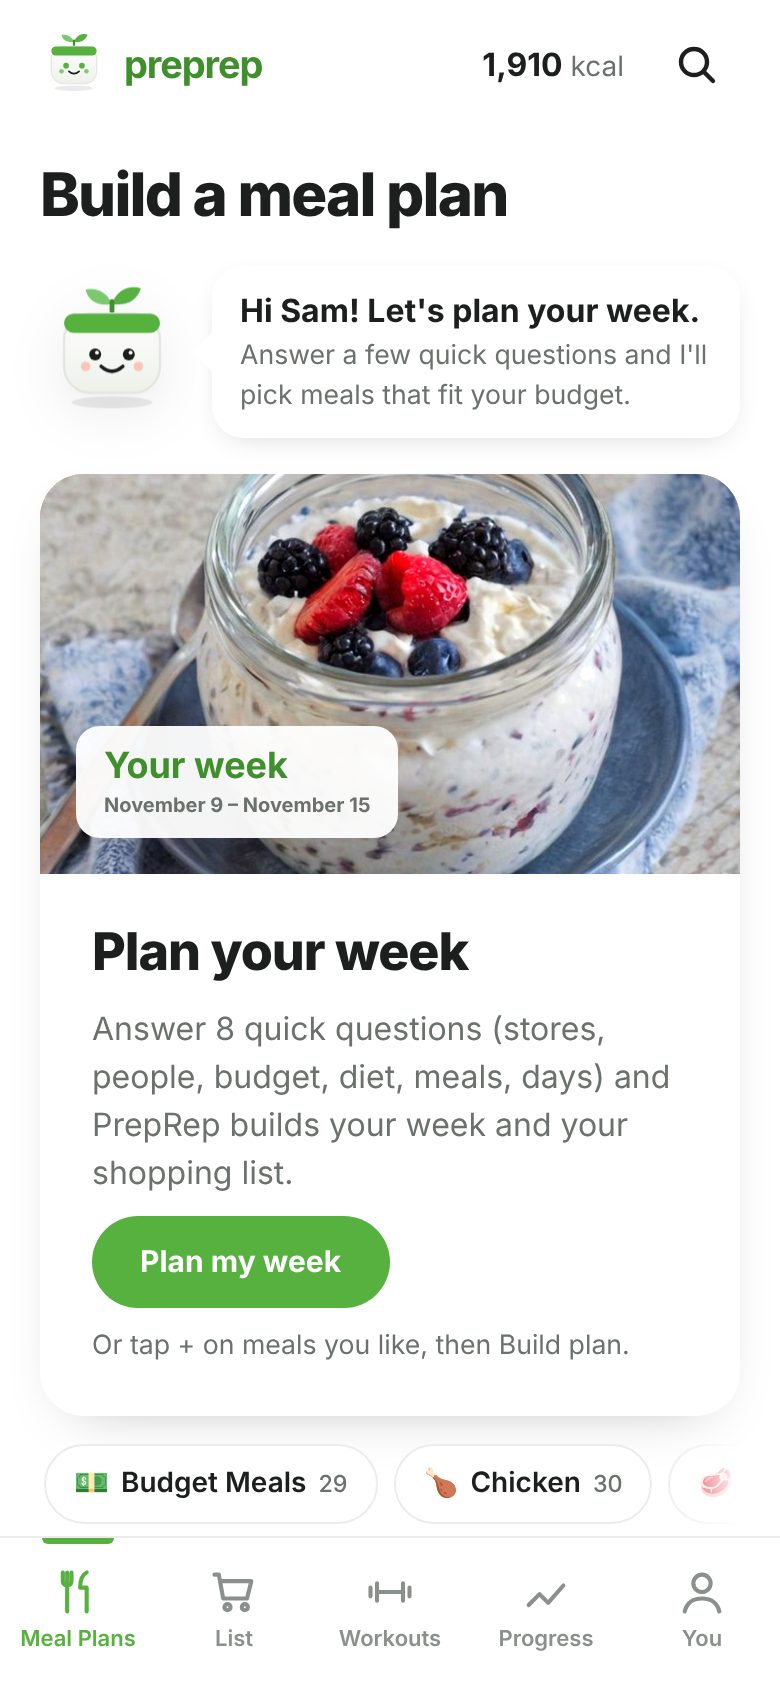 preprep
1,910 kcal
Build a meal plan
Hi Sam! Let's plan your week.
Answer a few quick questions and I'll
pick meals that fit your budget.
Your week
November 9 – November 15
Plan your week
Answer 8 quick questions (stores,
people, budget, diet, meals, days) and
PrepRep builds your week and your
shopping list.
Plan my week
Or tap + on meals you like, then Build plan.
Budget Meals 29
Chicken 30
Meal Plans
List
Workouts
Progress
You